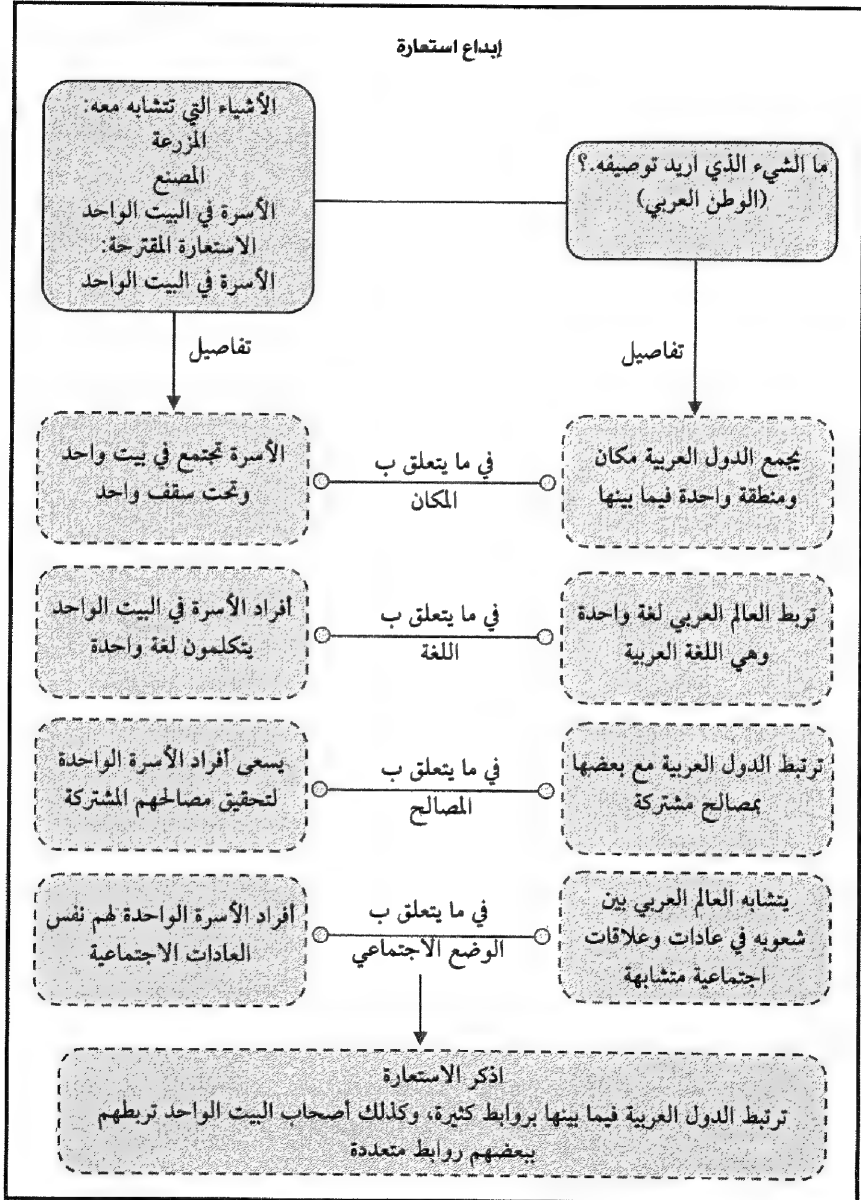 إبداع استعارة
ما الشيء الذي اريد توصيفه.؟
(الوطن العربي)
الأشياء التي تتشابه معه:
المزرعة
المصنع
الأسرة في البيت الواحد
الاستعارة المقترحة:
الأسرة في البيت الواحد
تفاصيل
تفاصيل
يجمع الدول العربية مكان
ومنطقة واحدة فيما بينها
في ما يتعلق ب
المكان
الأسرة تجتمع في بيت واحد
وتحت سقف واحد
تربط العالم العربي لغة واحدة
وهي اللغة العربية
في ما يتعلق ب
اللغة
أفراد الأسرة في البيت الواحد
يتكلمون لغة واحدة
ترتبط الدول العربية مع بعضها
بمصالح مشتركة
في ما يتعلق ب
المصالح
يسعى أفراد الأسرة الواحدة
لتحقيق مصالحهم المشتركة
يتشابه العالم العربي بين
شعوبه في عادات وعلاقات
اجتماعية متشابهة
في ما يتعلق ب
الوضع الاجتماعي
أفراد الأسرة الواحدة لهم نفس
العادات الاجتماعية
اذكر الاستعارة
ترتبط الدول العربية فيما بينها بروابط كثيرة، وكذلك أصحاب البيت الواحد تربطهم
ببعضهم روابط متعددة